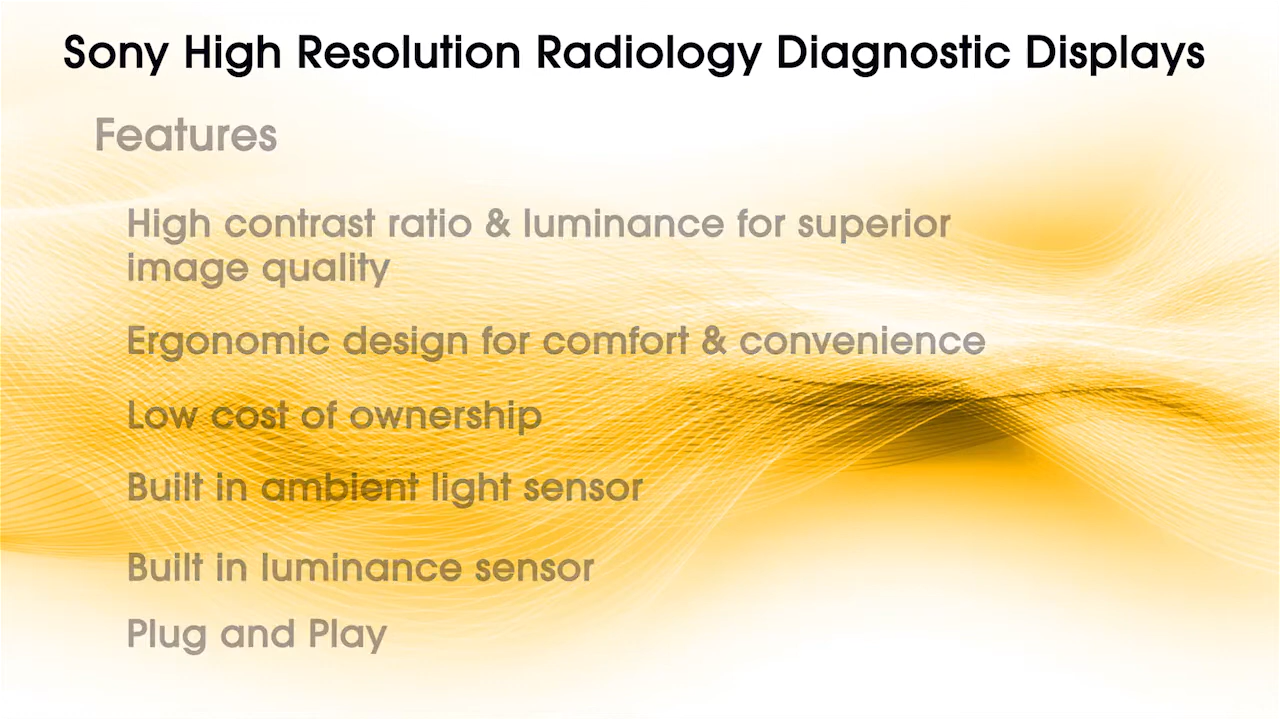 Sony High Resolution Radiology Diagnostic Displays
Features
High contrast ratio & luminance for superior
image quality
Ergonomic design for comfort & convenience
Low cost of ownership
Built in ambient light sensor
Built in luminance sensor
Plug and Play